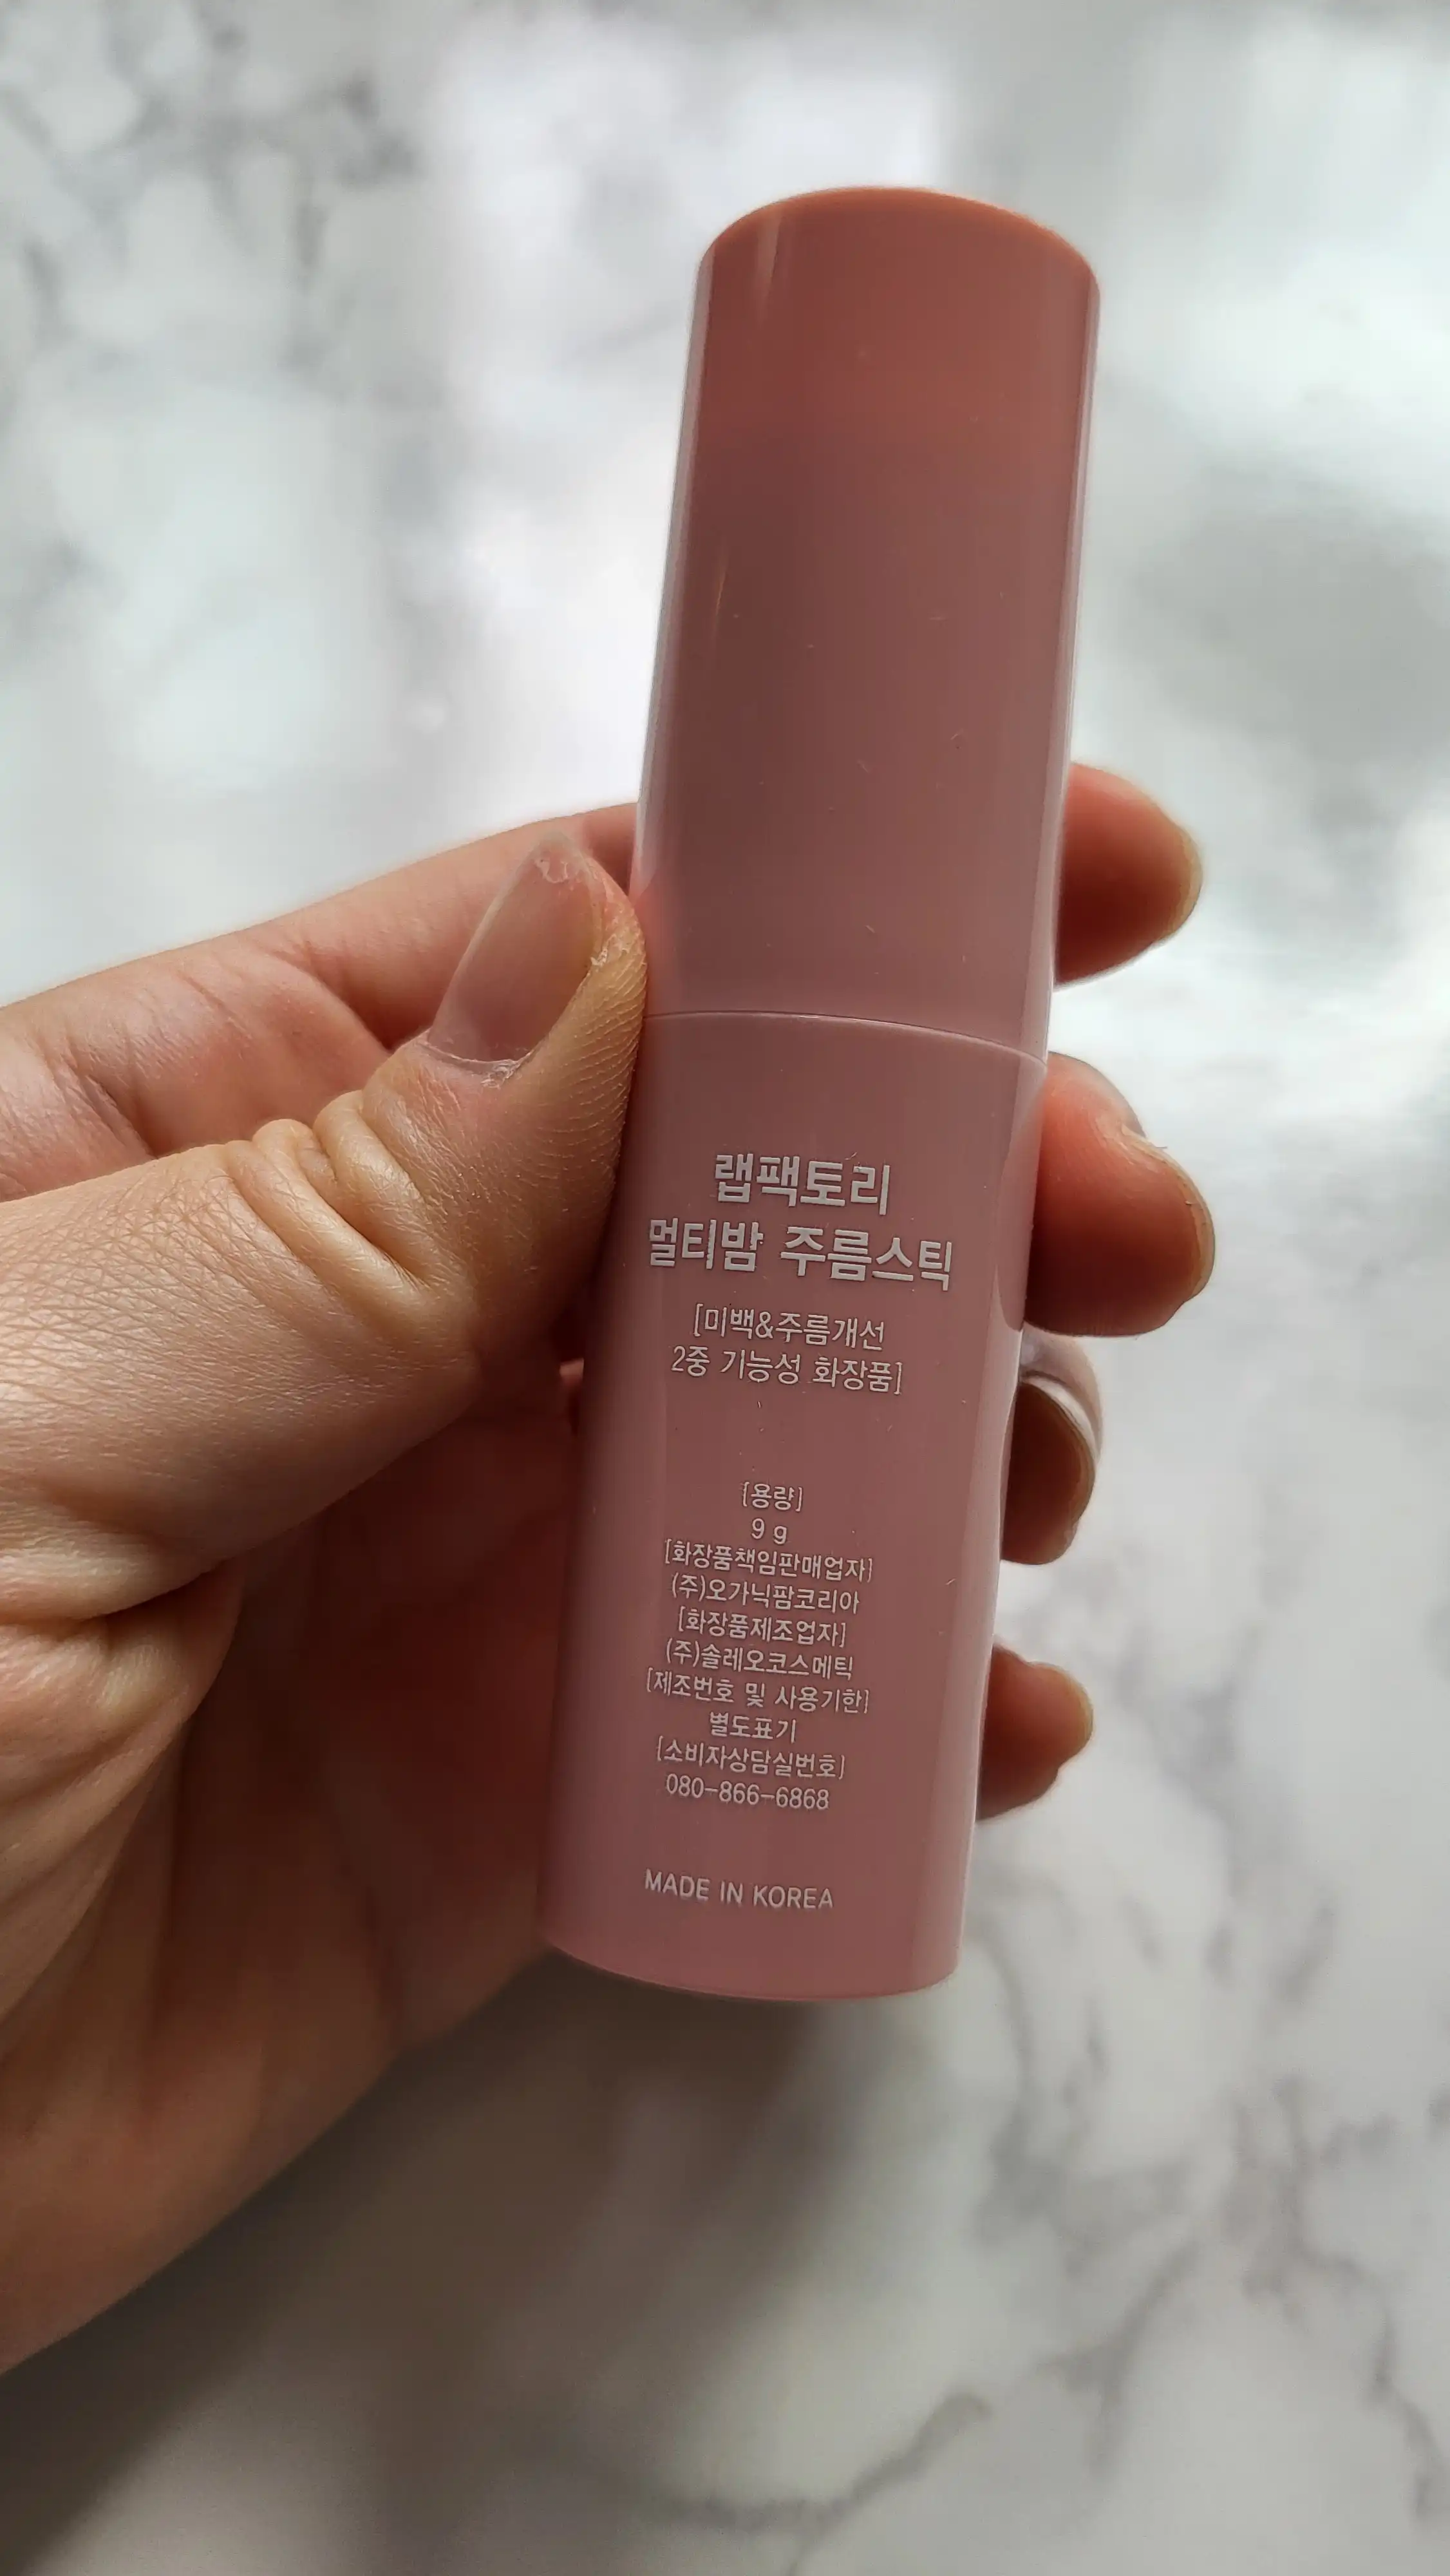 랩팩토리
멀티밤 주름스틱
[미백&주름개선
2중 기능성 화장품]
[용량]
9 g
[화장품책임판매업자]
(주)오가닉팜코리아
[화장품제조업자]
(주)솔레오코스메틱
[제조번호 및 사용기한]
별도표기
[소비자상담실번호]
080-866-6868
MADE IN KOREA